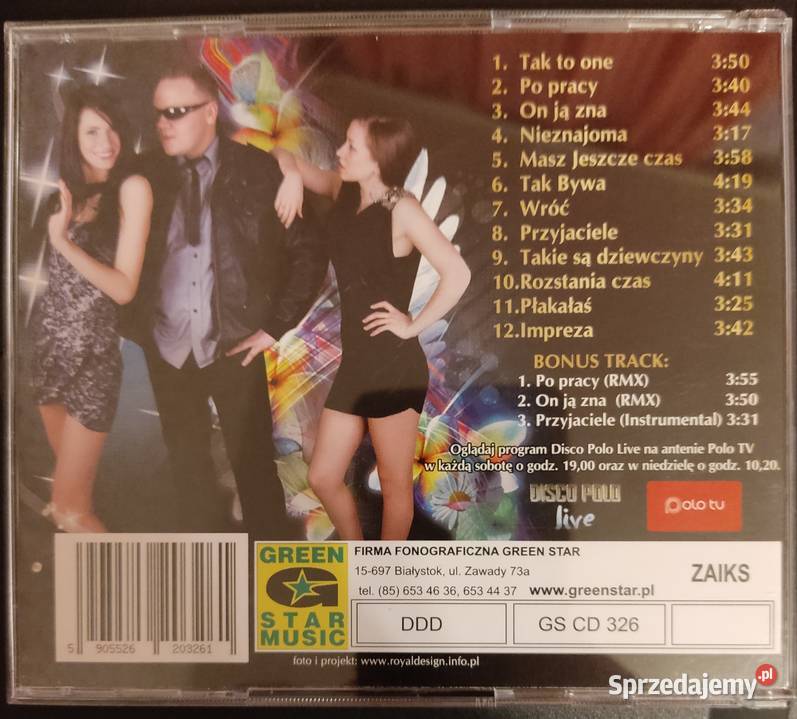 1. Tak to one 3:50
2. Po pracy 3:40
3. On ją zna 3:44
4. Nieznajoma 3:17
5. Masz Jeszcze czas 3:58
6. Tak Bywa 4:19
7. Wróć 3:34
8. Przyjaciele 3:31
9. Takie są dziewczyny 3:43
10.Rozstania czas 4:11
11.Płakałaś 3:25
12.Impreza 3:42
BONUS TRACK:
1. Po pracy (RMX) 3:55
2. On ją zna (RMX) 3:50
3. Przyjaciele (Instrumental) 3:31
Oglądaj program Disco Polo Live na antenie Polo TV
w każdą sobotę o godz. 19,00 oraz w niedzielę o godz. 10,20.
DISCO POLO
live
Polo tv
GREEN
STAR
MUSIC
FIRMA FONOGRAFICZNA GREEN STAR
15-697 Białystok, ul. Zawady 73a
tel. (85) 653 46 36, 653 44 37 www.greenstar.pl
ZAIKS
DDD
GS CD 326
5 905526 203261
foto i projekt: www.royaldesign.info.pl
Sprzedajemy.pl